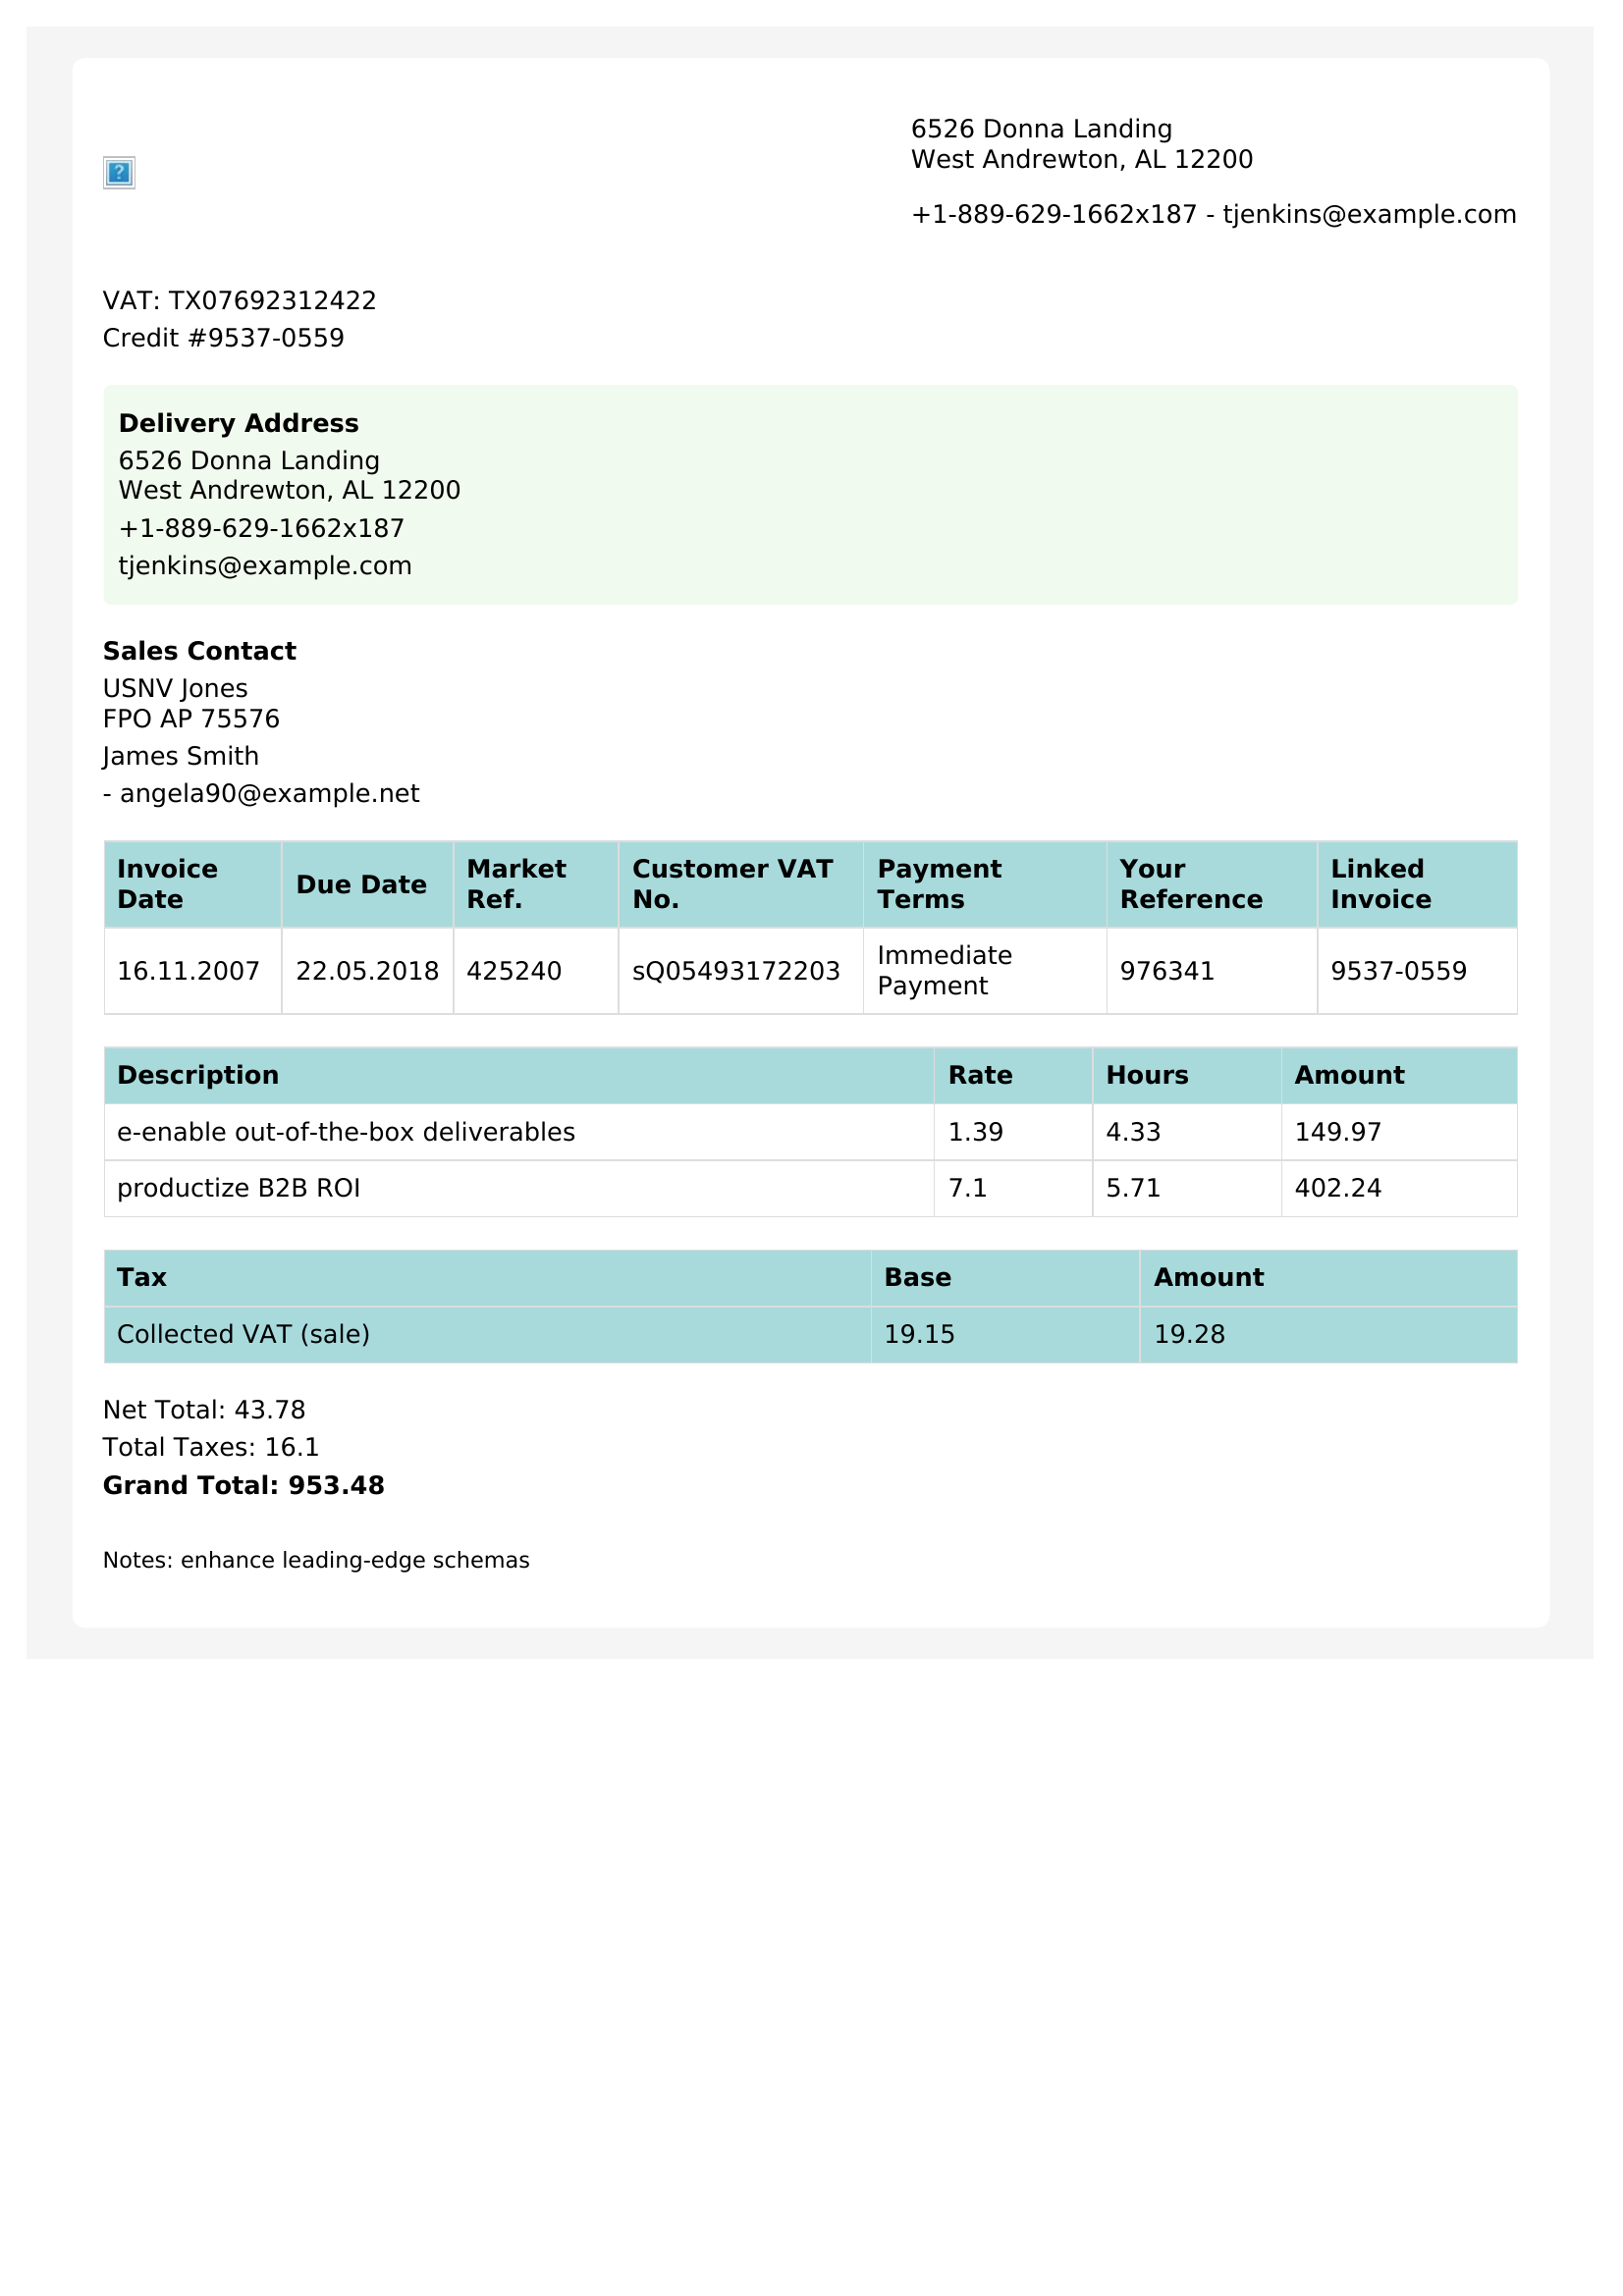 6526 Donna Landing
West Andrewton, AL 12200
+1-889-629-1662x187 - tjenkins@example.com
VAT: TX07692312422
Credit #9537-0559
Delivery Address
6526 Donna Landing
West Andrewton, AL 12200
+1-889-629-1662x187
tjenkins@example.com
Sales Contact
USNV Jones
FPO AP 75576
James Smith
- angela90@example.net
Invoice Date Due Date Market Ref. Customer VAT No. Payment Terms Your Reference Linked Invoice
16.11.2007 22.05.2018 425240 sQ05493172203 Immediate Payment 976341 9537-0559
Description Rate Hours Amount
e-enable out-of-the-box deliverables 1.39 4.33 149.97
productize B2B ROI 7.1 5.71 402.24
Tax Base Amount
Collected VAT (sale) 19.15 19.28
Net Total: 43.78
Total Taxes: 16.1
Grand Total: 953.48
Notes: enhance leading-edge schemas